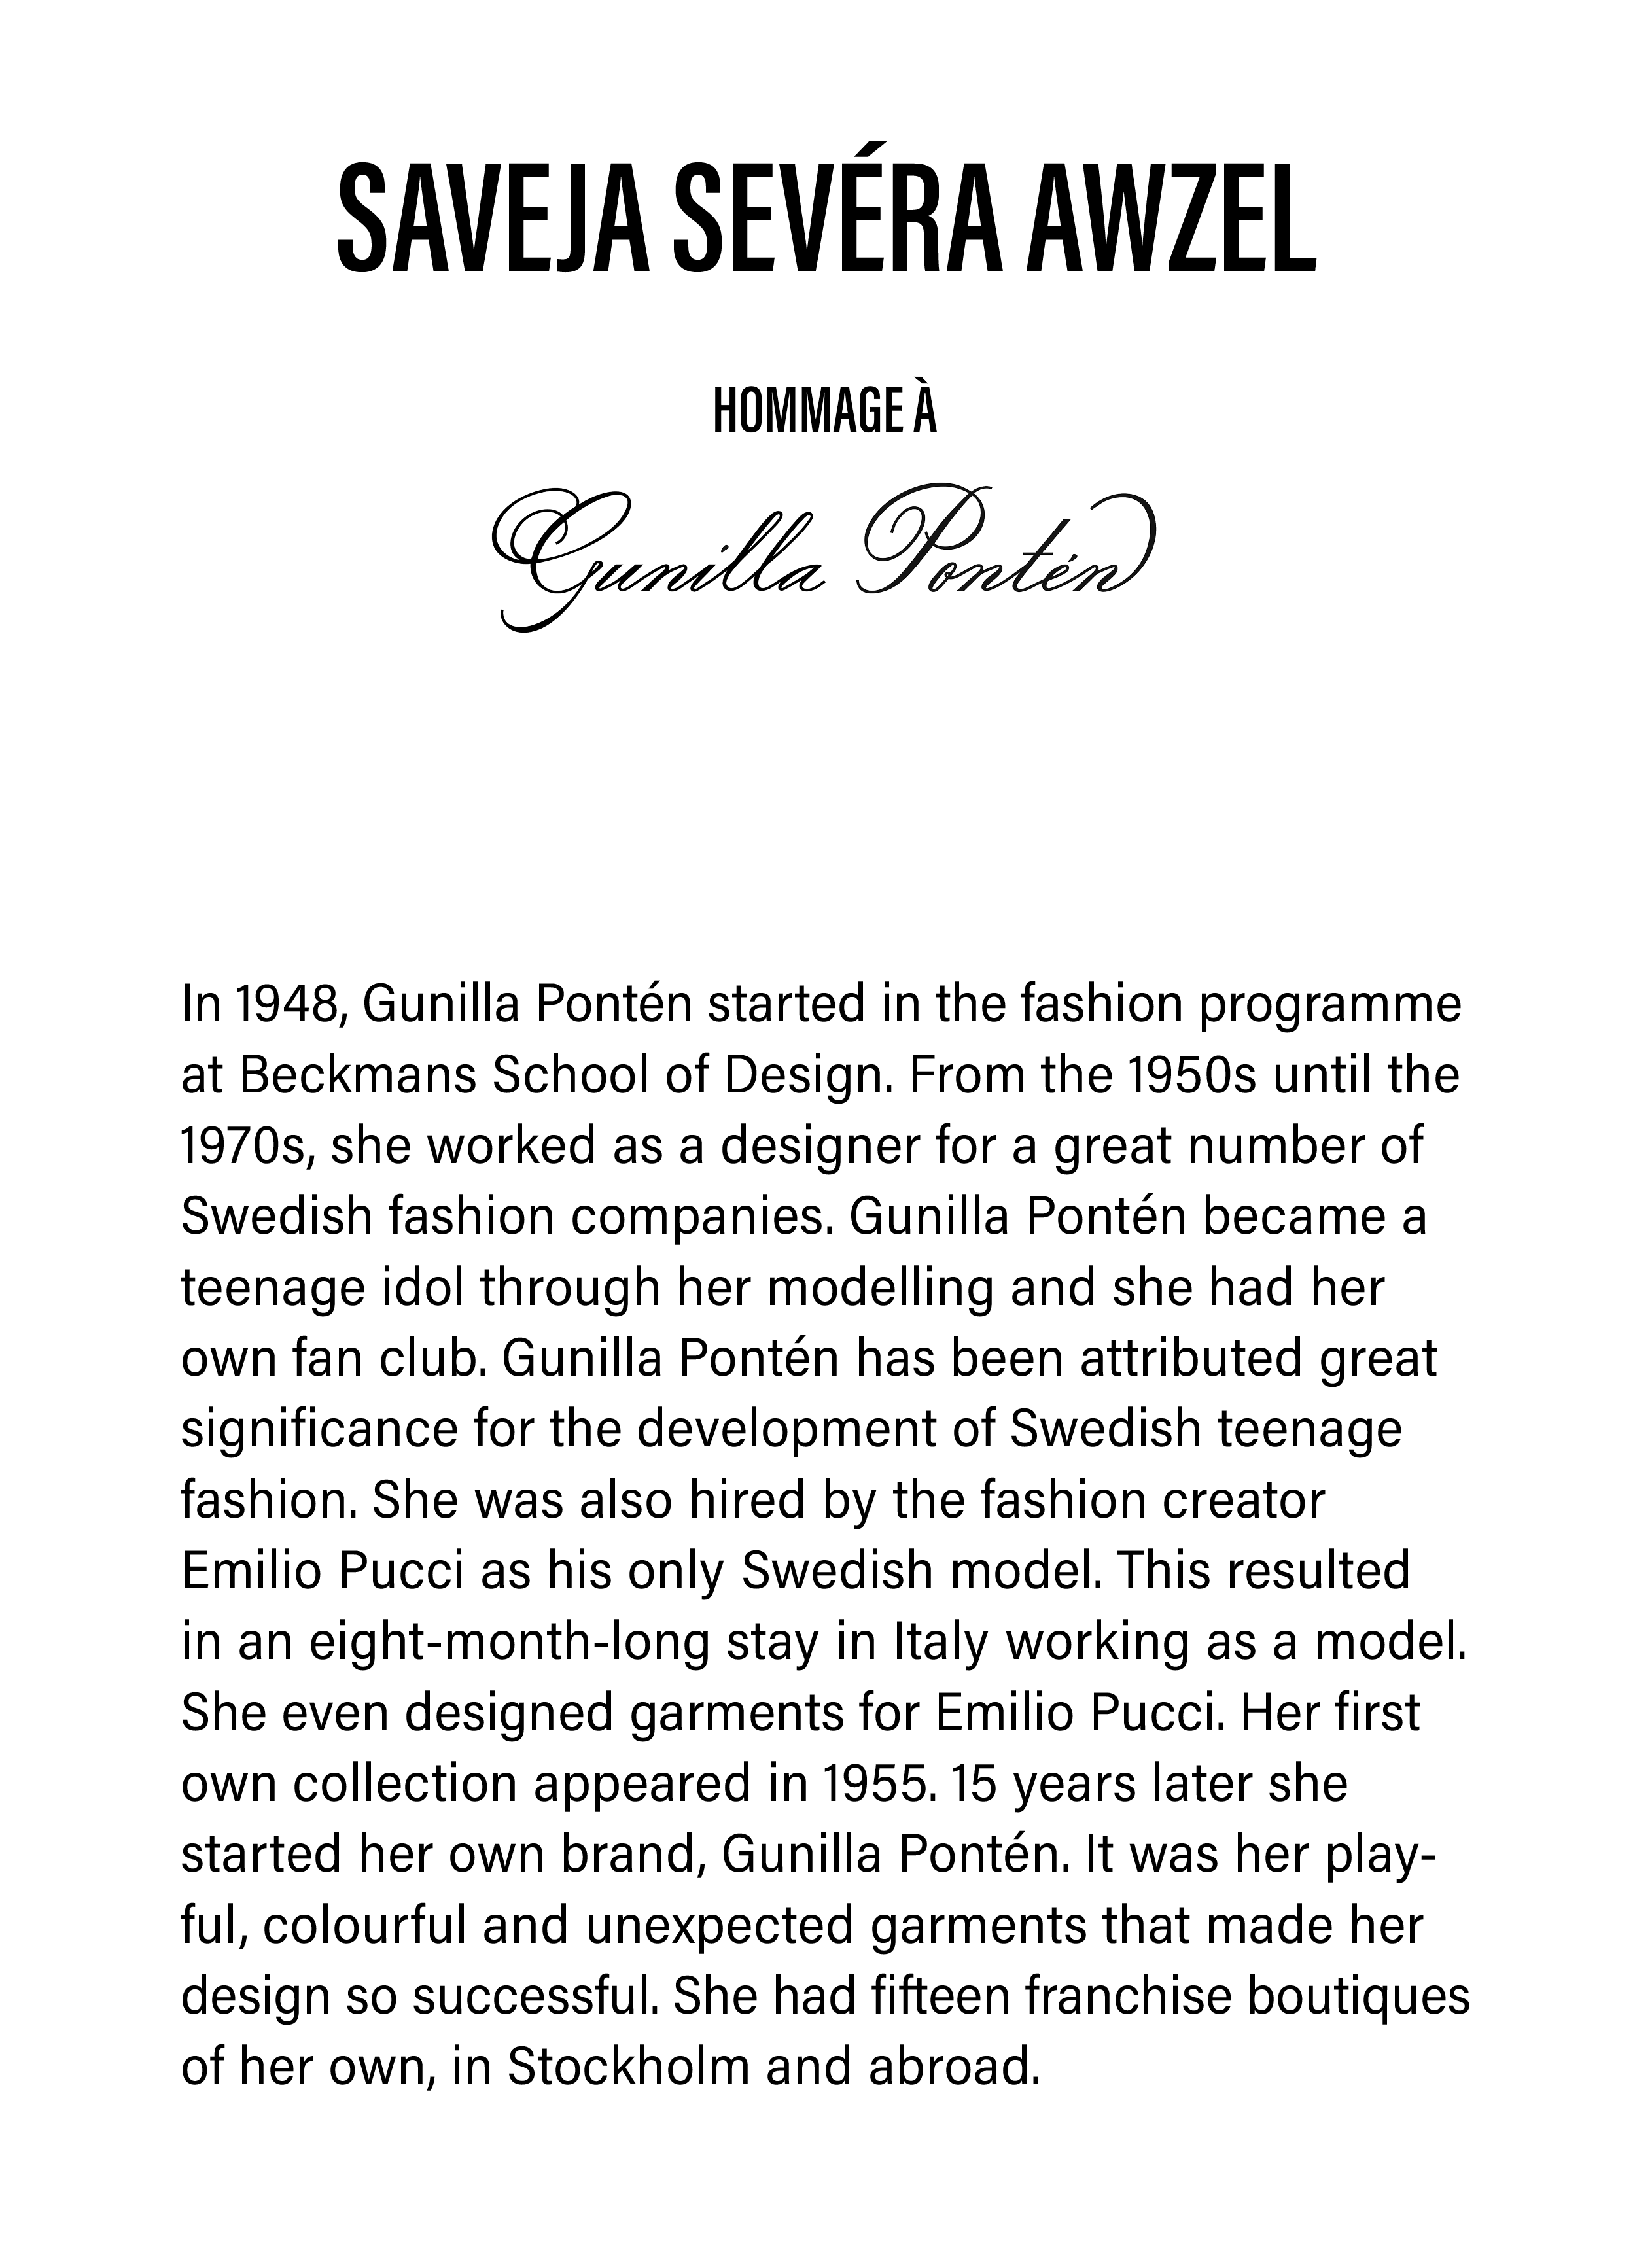 SAVEJA SEVÉRA AWZEL
HOMMAGE À
Gunilla Pontén
In 1948, Gunilla Pontén started in the fashion programme
at Beckmans School of Design. From the 1950s until the
1970s, she worked as a designer for a great number of
Swedish fashion companies. Gunilla Pontén became a
teenage idol through her modelling and she had her
own fan club. Gunilla Pontén has been attributed great
significance for the development of Swedish teenage
fashion. She was also hired by the fashion creator
Emilio Pucci as his only Swedish model. This resulted
in an eight-month-long stay in Italy working as a model.
She even designed garments for Emilio Pucci. Her first
own collection appeared in 1955. 15 years later she
started her own brand, Gunilla Pontén. It was her play-
ful, colourful and unexpected garments that made her
design so successful. She had fifteen franchise boutiques
of her own, in Stockholm and abroad.